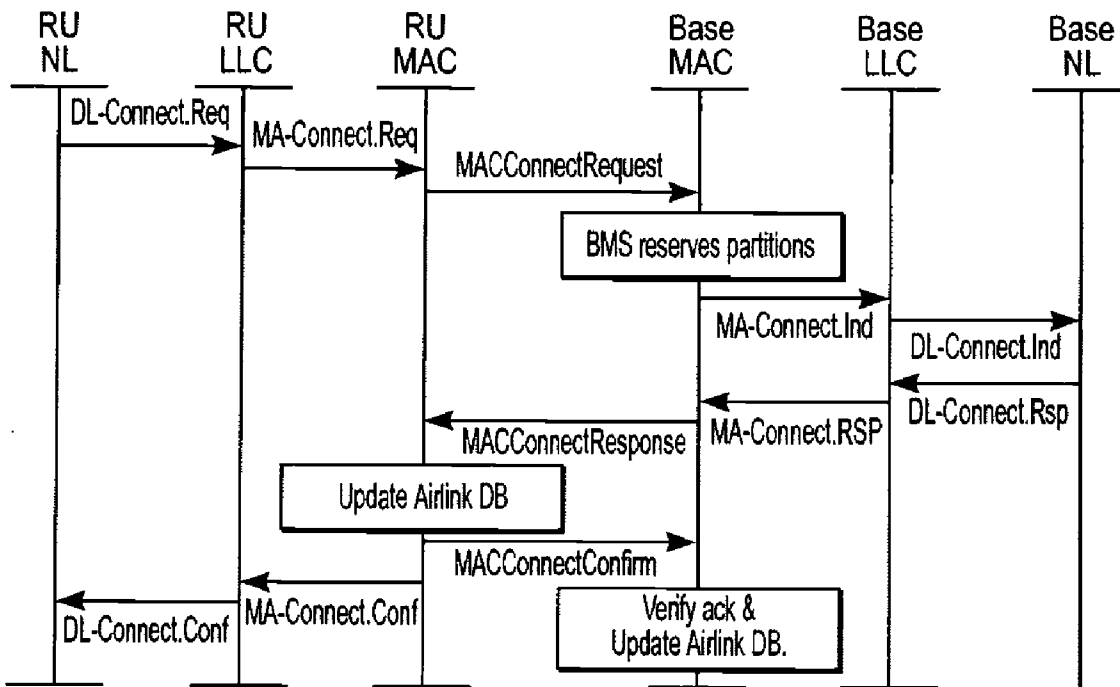 RU
NL
RU
LLC
RU
MAC
Base
MAC
Base
LLC
Base
NL
DL-Connect.Req
MA-Connect.Req
MACConnectRequest
BMS reserves partitions
MA-Connect.Ind
DL-Connect.Ind
DL-Connect.Rsp
MA-Connect.RSP
MACConnectResponse
Update Airlink DB
MACConnectConfirm
MA-Connect.Conf
DL-Connect.Conf
Verify ack &
Update Airlink DB.